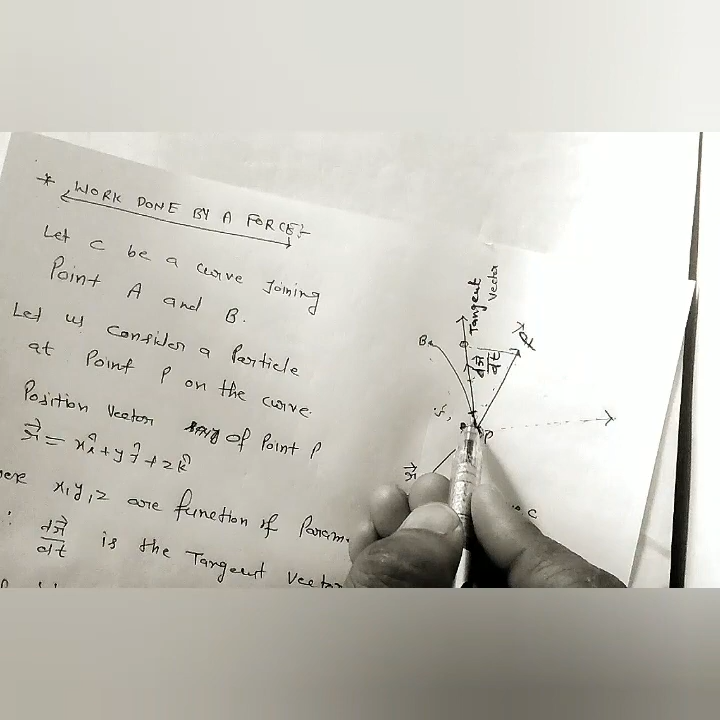 * WORK DONE BY A FORCE:-
Let C be a curve joining
Point A and B.
Let us consider a Particle
at Point P on the curve.
Position Vector of Point P
r⃗ = xî + yĵ + zk̂
x, y, z are function of Param.
dr⃗/dt is the Tangent Vector
Tangent
Vector
B
Q
dr⃗/dt
F⃗
P
r⃗
C